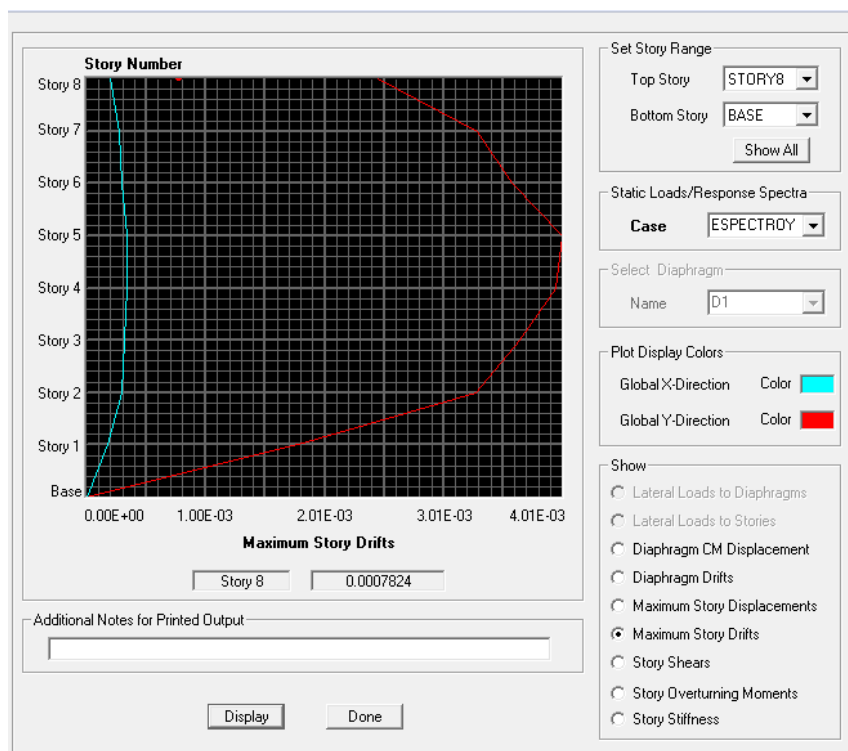 Story Number
Story 8
Story 7
Story 6
Story 5
Story 4
Story 3
Story 2
Story 1
Base
0.00E+00 1.00E-03 2.01E-03 3.01E-03 4.01E-03
Maximum Story Drifts
Story 8 0.0007824
Additional Notes for Printed Output
Display Done
Set Story Range
Top Story STORY8
Bottom Story BASE
Show All
Static Loads/Response Spectra
Case ESPECTROY
Select Diaphragm
Name D1
Plot Display Colors
Global X-Direction Color
Global Y-Direction Color
Show
Lateral Loads to Diaphragms
Lateral Loads to Stories
Diaphragm CM Displacement
Diaphragm Drifts
Maximum Story Displacements
Maximum Story Drifts
Story Shears
Story Overturning Moments
Story Stiffness